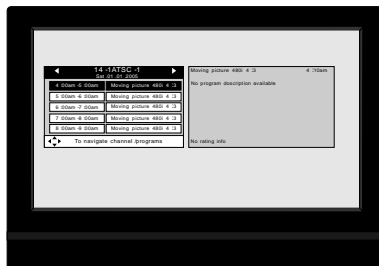 14 -1ATSC -1
Sat ,01 .01 .2005
4 :00am -5 :00am Moving picture 480i 4 :3
5 :00am -6 :00am Moving picture 480i 4 :3
6 :00am -7 :00am Moving picture 480i 4 :3
7 :00am -8 :00am Moving picture 480i 4 :3
8 :00am -9 :00am Moving picture 480i 4 :3
To navigate channel /programs
Moving picture 480i 4 :3 4 :10am
No program doscription available
No rating info